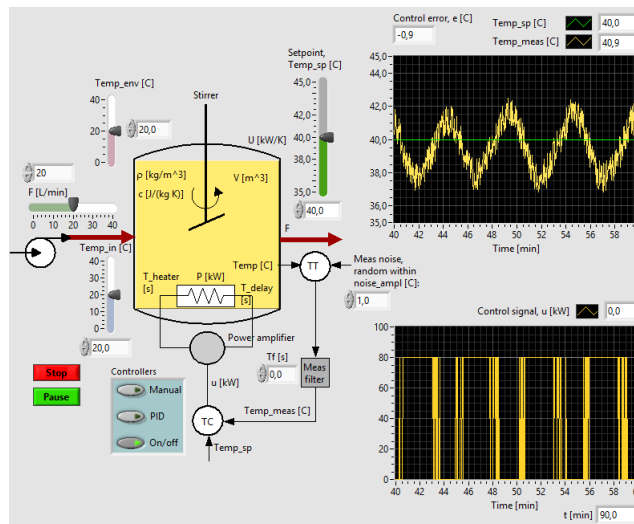 Control error, e [C]
-0,9
Temp_sp [C]
40,0
Temp_meas [C]
40,9
45,0
44,0
42,0
40,0
38,0
36,0
35,0
40 42 44 46 48 50 52 54 56 58 60
Time [min]
Setpoint,
Temp_sp [C]
45,0
42,0
40,0
38,0
35,0
40,0
Temp_env [C]
40
20
0
20,0
Stirrer
U [kW/K]
ρ [kg/m^3]
c [J/(kg K)]
V [m^3]
20
F [L/min]
0 10 20 30 40
F
Temp_in [C]
40
30
20
10
0
20,0
T_heater
[s]
P [kW]
T_delay
[s]
Temp [C]
TT
Meas noise,
random within
noise_ampl [C]:
1,0
Power amplifier
Tf [s]
0,0
Meas
filter
u [kW]
Temp_meas [C]
TC
Temp_sp
Stop
Pause
Controllers
Manual
PID
On/off
Control signal, u [kW]
0,0
100
80
60
40
20
0
40 42 44 46 48 50 52 54 56 58 60
Time [min]
t [min]
90,0